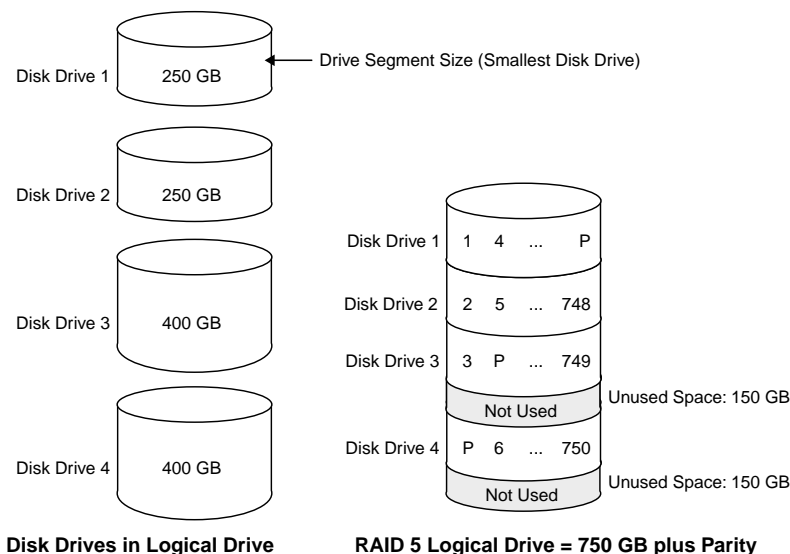 Disk Drive 1 250 GB Drive Segment Size (Smallest Disk Drive)
Disk Drive 2 250 GB
Disk Drive 3 400 GB
Disk Drive 4 400 GB
Disk Drives in Logical Drive
Disk Drive 1 1 4 ... P
Disk Drive 2 2 5 ... 748
Disk Drive 3 3 P ... 749
Not Used Unused Space: 150 GB
Disk Drive 4 P 6 ... 750
Not Used Unused Space: 150 GB
RAID 5 Logical Drive = 750 GB plus Parity